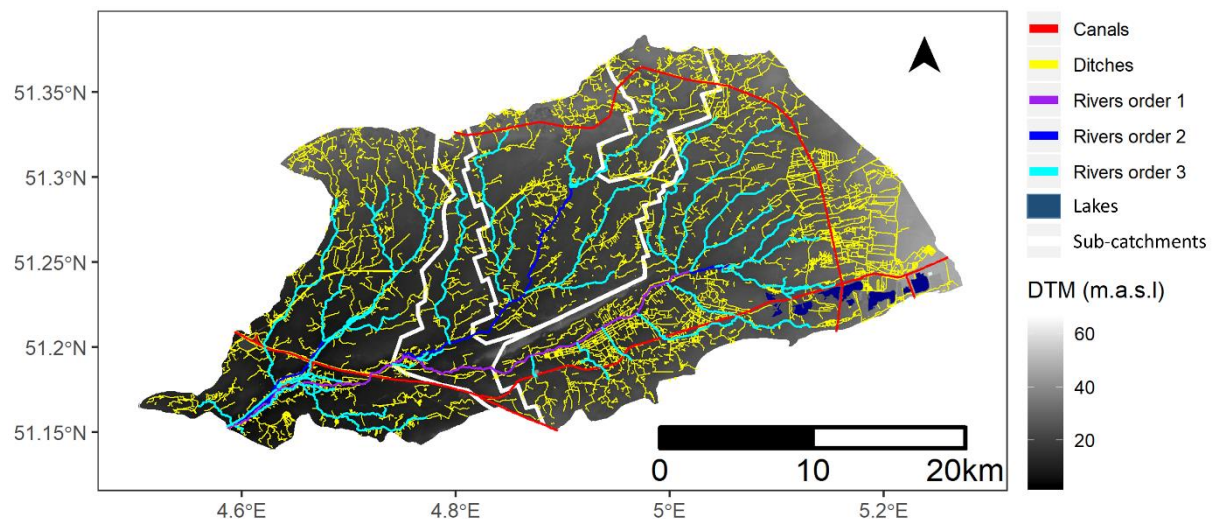 51.35°N
51.3°N
51.25°N
51.2°N
51.15°N
4.6°E
4.8°E
5°E
5.2°E
0
10
20km
Canals
Ditches
Rivers order 1
Rivers order 2
Rivers order 3
Lakes
Sub-catchments
DTM (m.a.s.l)
60
40
20